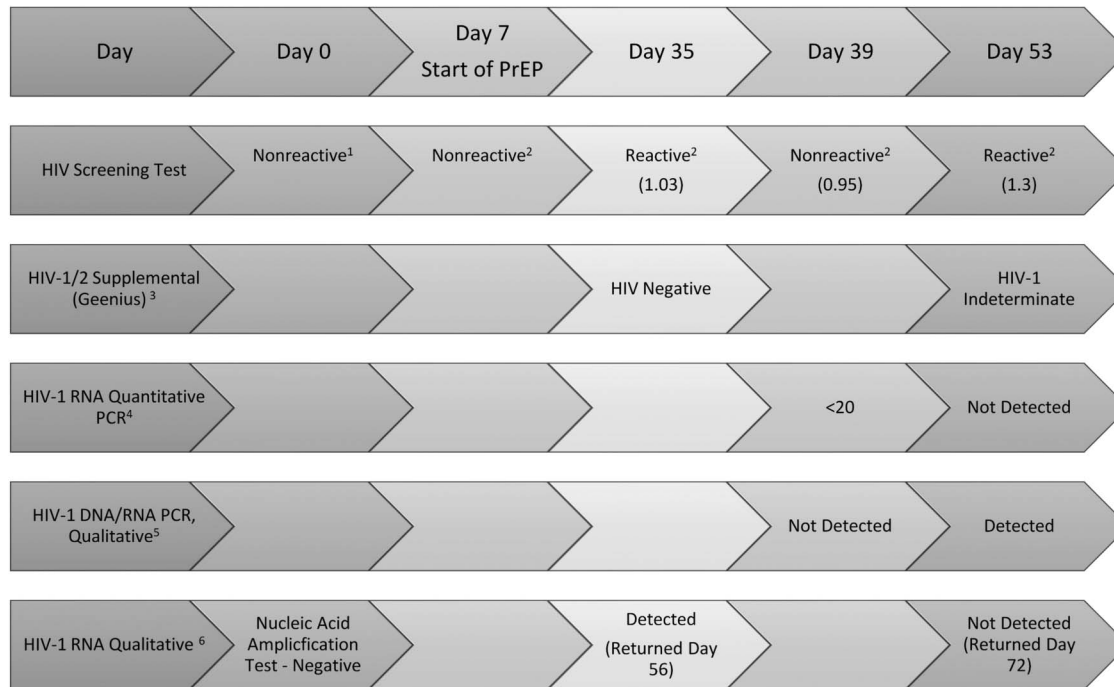 Day
Day 0
Day 7
Start of PrEP
Day 35
Day 39
Day 53
HIV Screening Test
Nonreactive¹
Nonreactive²
Reactive²
(1.03)
Nonreactive²
(0.95)
Reactive²
(1.3)
HIV-1/2 Supplemental
(Geenius) ³
HIV Negative
HIV-1
Indeterminate
HIV-1 RNA Quantitative
PCR⁴
<20
Not Detected
HIV-1 DNA/RNA PCR,
Qualitative⁵
Not Detected
Detected
HIV-1 RNA Qualitative ⁶
Nucleic Acid
Amplicfication
Test - Negative
Detected
(Returned Day
56)
Not Detected
(Returned Day
72)